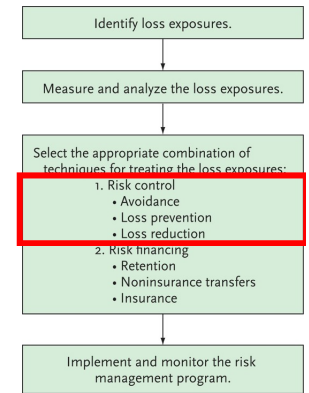 Identify loss exposures.
Measure and analyze the loss exposures.
Select the appropriate combination of
techniques for treating the loss exposures:
1. Risk control
• Avoidance
• Loss prevention
• Loss reduction
2. Risk financing
• Retention
• Noninsurance transfers
• Insurance
Implement and monitor the risk
management program.